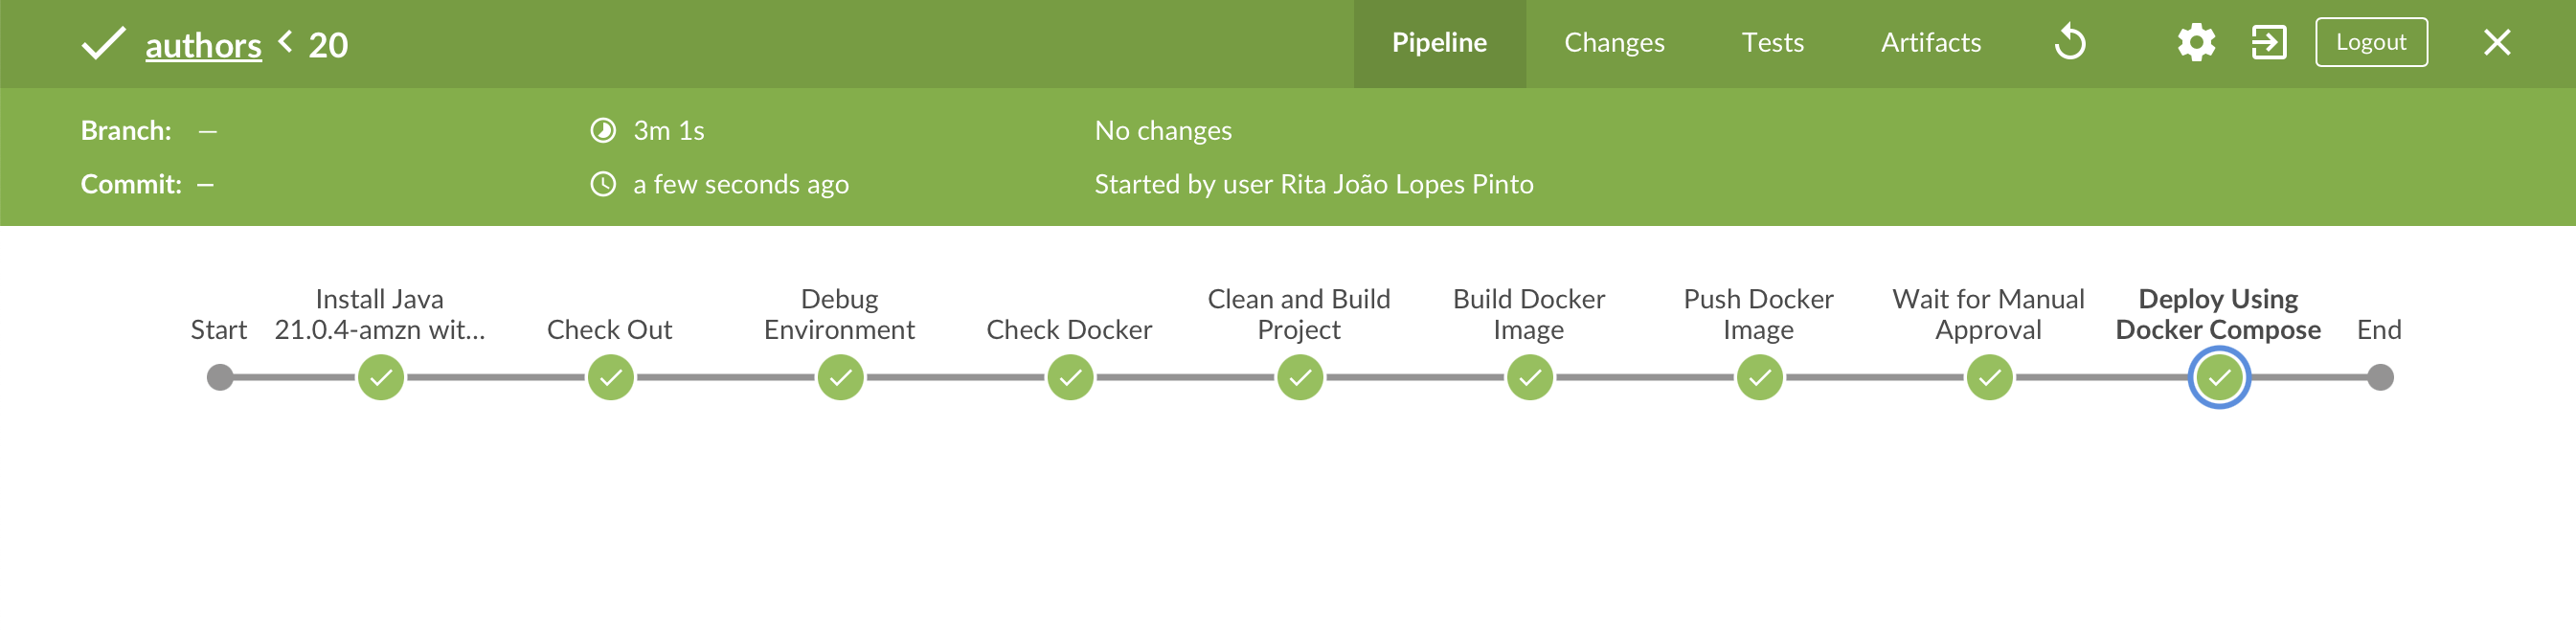 authors < 20
Pipeline
Changes
Tests
Artifacts
Logout
Branch: —
3m 1s
No changes
Commit: —
a few seconds ago
Started by user Rita João Lopes Pinto
Start
Install Java
21.0.4-amzn wit...
Check Out
Debug
Environment
Check Docker
Clean and Build
Project
Build Docker
Image
Push Docker
Image
Wait for Manual
Approval
Deploy Using
Docker Compose
End